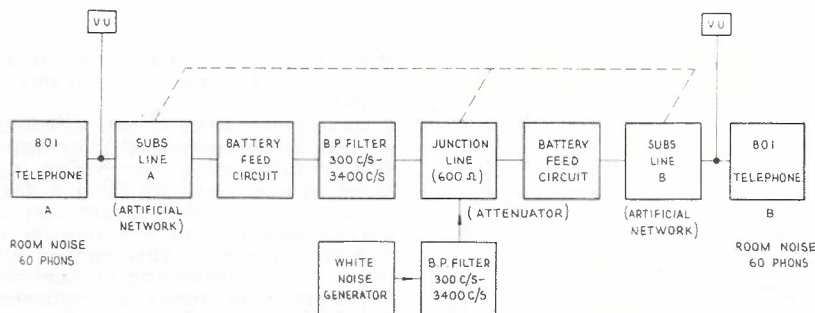 VU
VU
801
TELEPHONE
A
ROOM NOISE
60 PHONS
SUBS
LINE
A
(ARTIFICIAL
NETWORK)
BATTERY
FEED
CIRCUIT
B.P. FILTER
300 C/S-
3400 C/S
JUNCTION
LINE
(600 Ω)
(ATTENUATOR)
BATTERY
FEED
CIRCUIT
SUBS
LINE
B
(ARTIFICIAL
NETWORK)
801
TELEPHONE
B
ROOM NOISE
60 PHONS
WHITE
NOISE
GENERATOR
B.P. FILTER
300 C/S-
3400 C/S